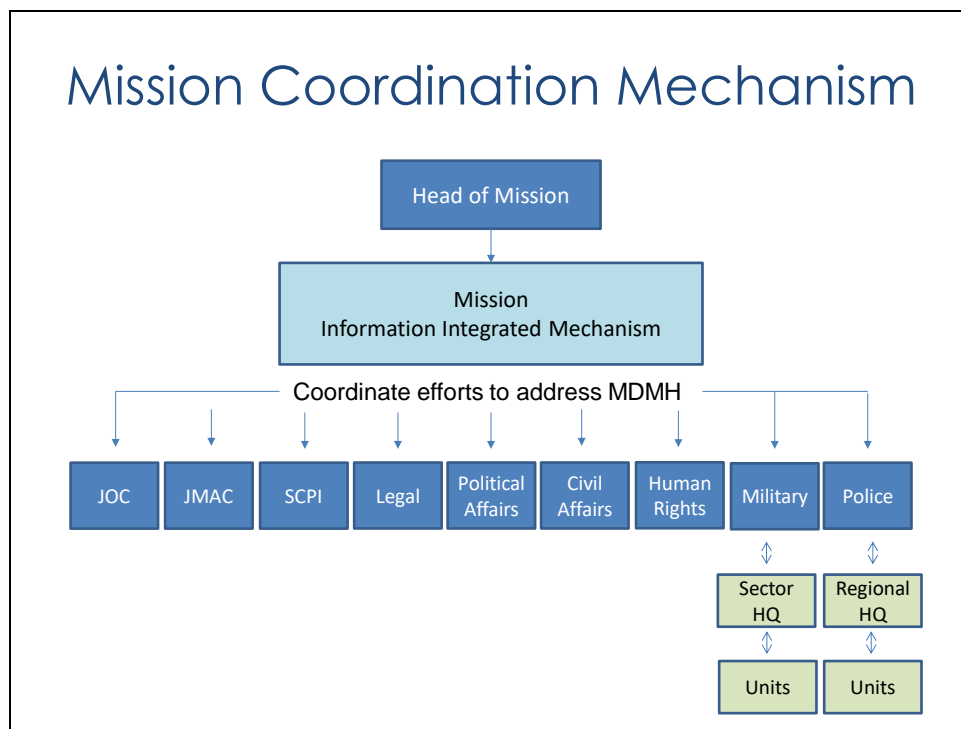 Mission Coordination Mechanism
Head of Mission
Mission
Information Integrated Mechanism
Coordinate efforts to address MDMH
JOC
JMAC
SCPI
Legal
Political
Affairs
Civil
Affairs
Human
Rights
Military
Police
Sector
HQ
Regional
HQ
Units
Units